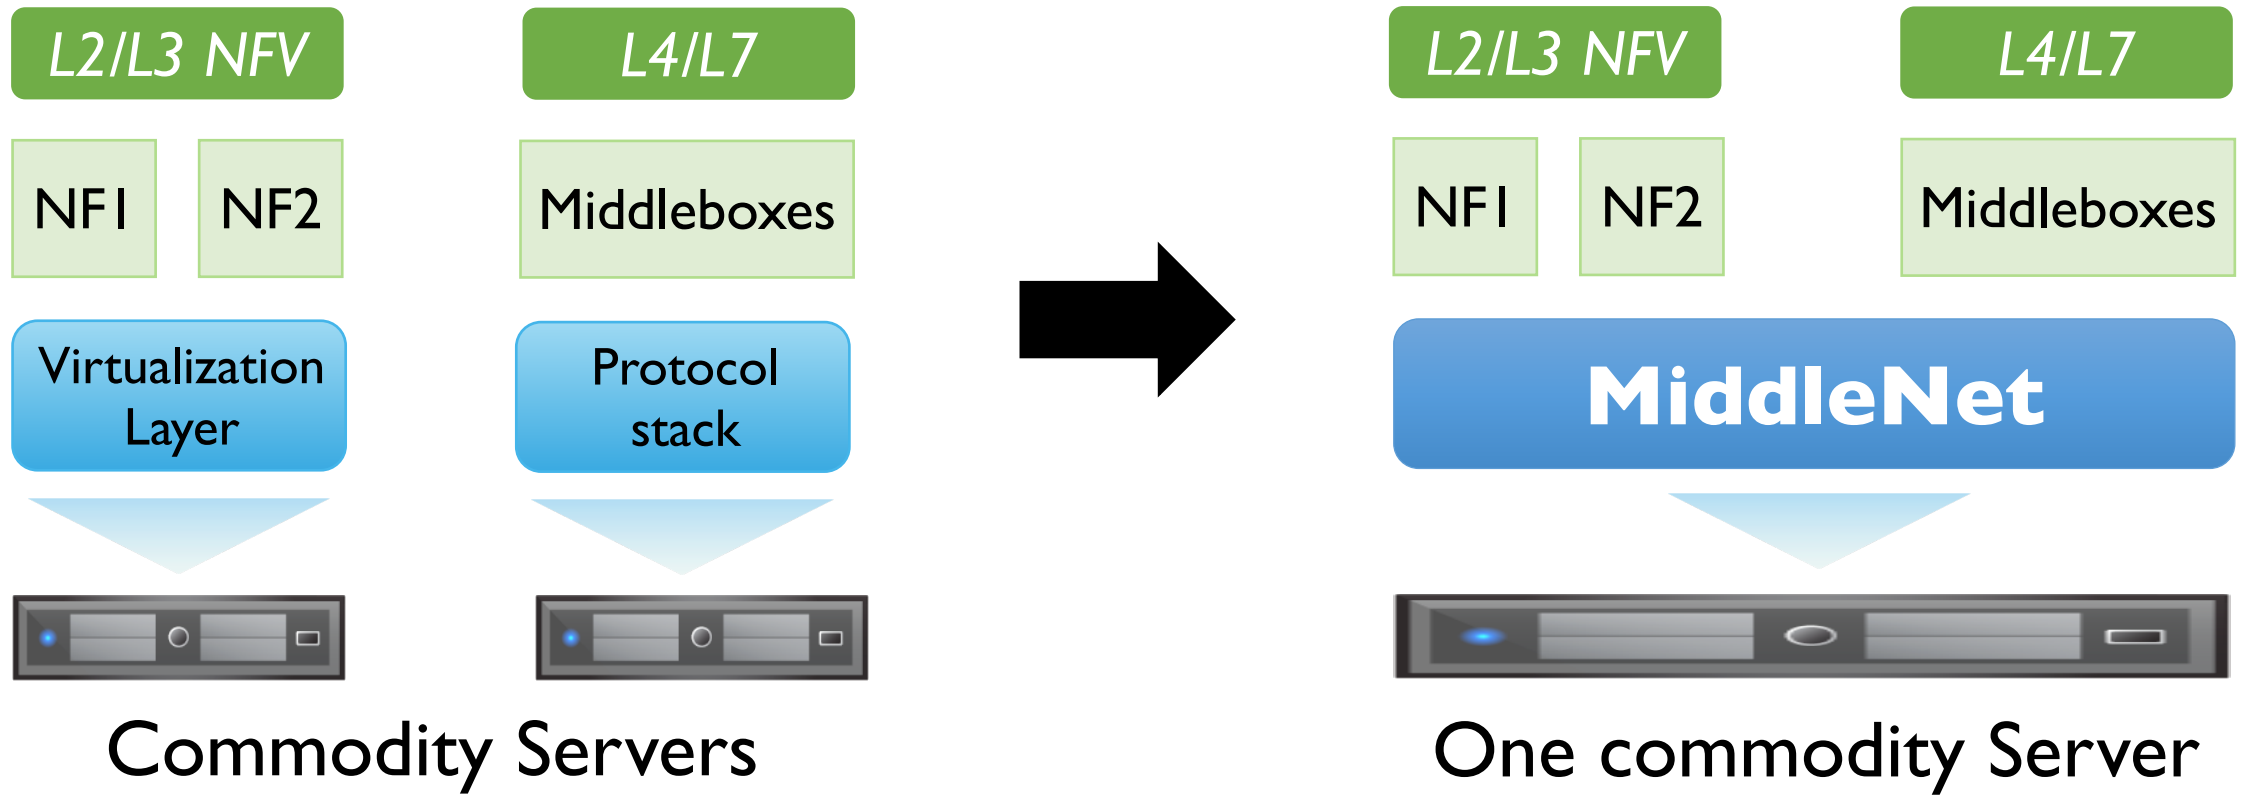 L2/L3 NFV
L4/L7
NF1
NF2
Middleboxes
Virtualization
Layer
Protocol
stack
Commodity Servers
L2/L3 NFV
L4/L7
NF1
NF2
Middleboxes
MiddleNet
One commodity Server